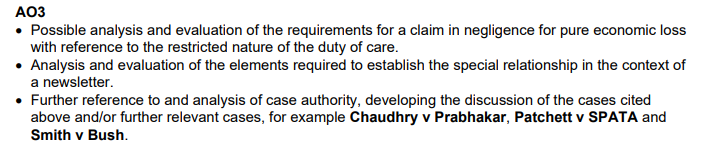 AO3
• Possible analysis and evaluation of the requirements for a claim in negligence for pure economic loss
with reference to the restricted nature of the duty of care.
• Analysis and evaluation of the elements required to establish the special relationship in the context of
a newsletter.
• Further reference to and analysis of case authority, developing the discussion of the cases cited
above and/or further relevant cases, for example Chaudhry v Prabhakar, Patchett v SPATA and
Smith v Bush.